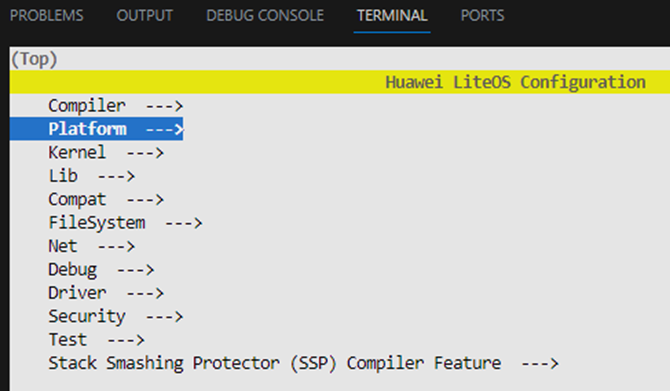 PROBLEMS OUTPUT DEBUG CONSOLE TERMINAL PORTS
(Top)
Huawei LiteOS Configuration
Compiler --->
Platform --->
Kernel --->
Lib --->
Compat --->
FileSystem --->
Net --->
Debug --->
Driver --->
Security --->
Test --->
Stack Smashing Protector (SSP) Compiler Feature --->